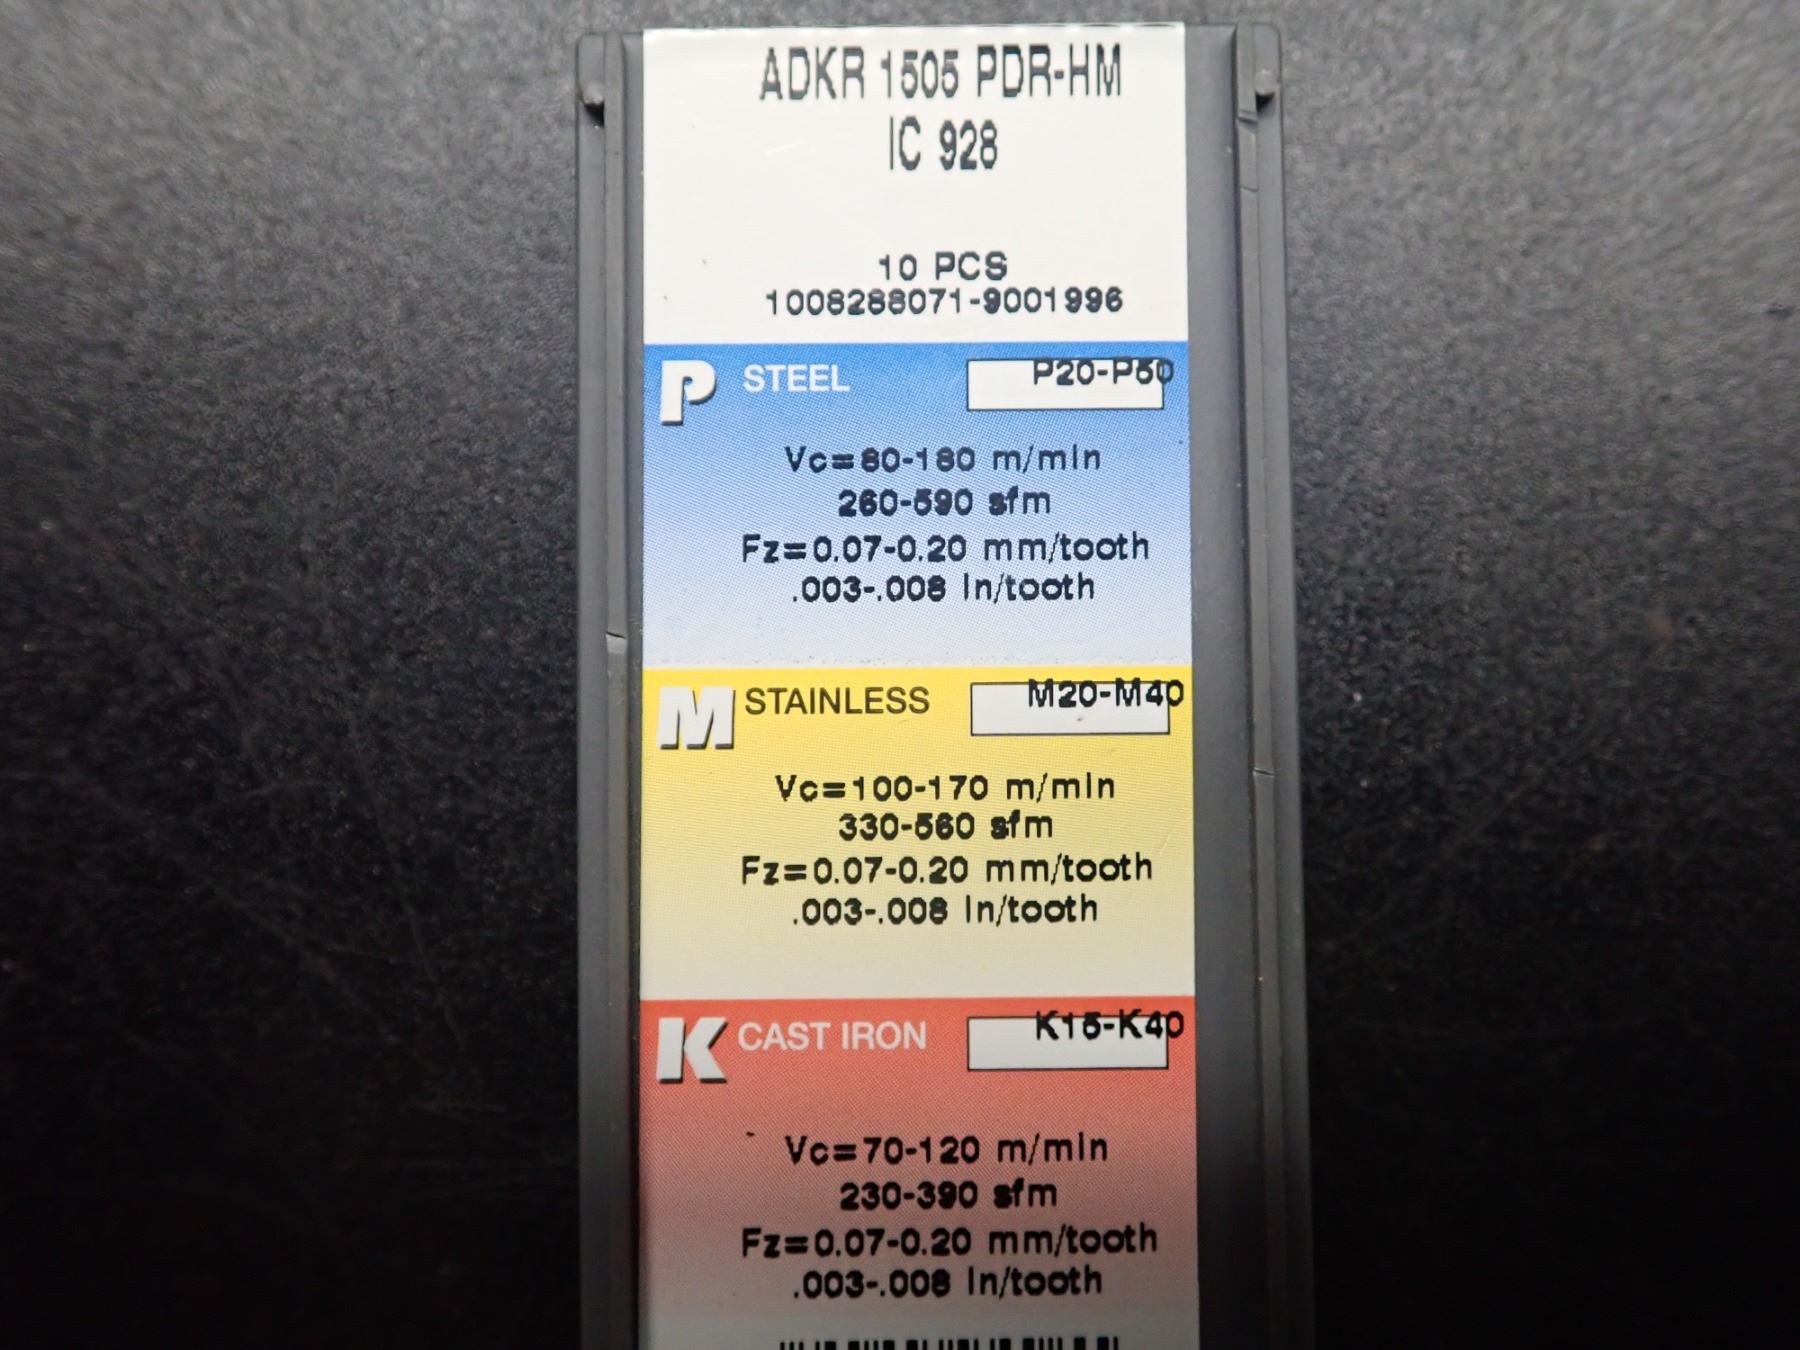 ADKR 1505 PDR-HM
IC 928
10 PCS
1008288071-9001996
P STEEL P20-P50
Vc=80-180 m/min
260-590 sfm
Fz=0.07-0.20 mm/tooth
.003-.008 in/tooth
M STAINLESS M20-M40
Vc=100-170 m/min
330-560 sfm
Fz=0.07-0.20 mm/tooth
.003-.008 in/tooth
K CAST IRON K15-K40
Vc=70-120 m/min
230-390 sfm
Fz=0.07-0.20 mm/tooth
.003-.008 in/tooth